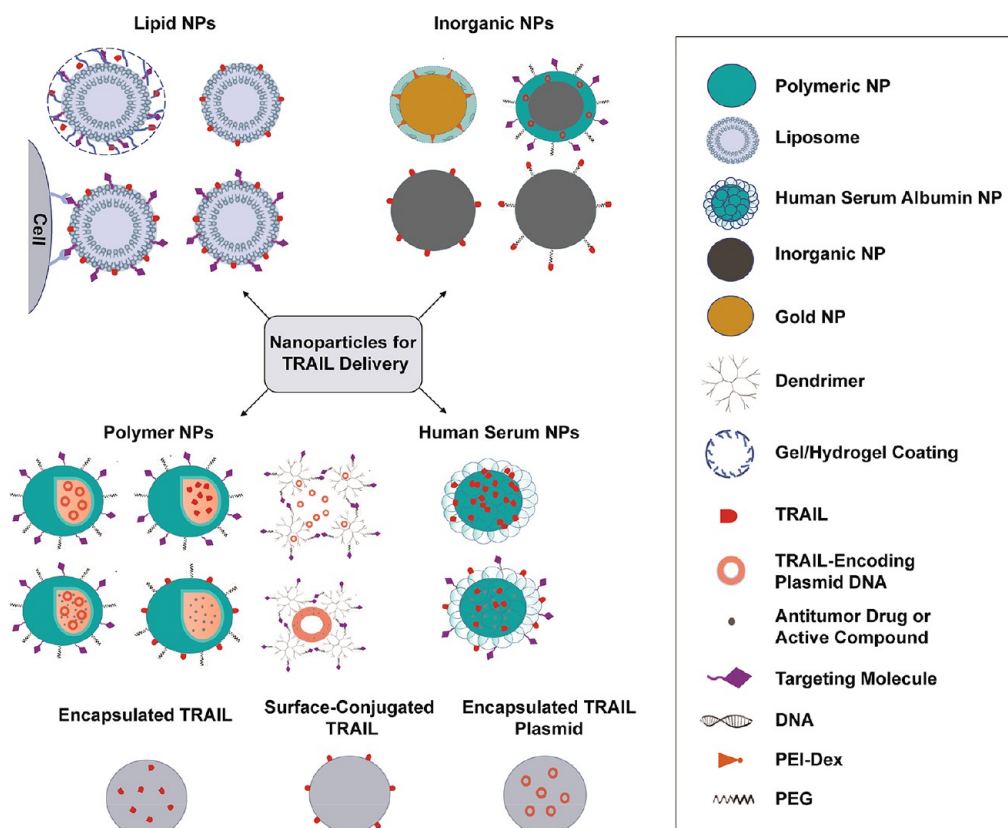 Lipid NPs
Inorganic NPs
Cell
Nanoparticles for
TRAIL Delivery
Polymer NPs
Human Serum NPs
Encapsulated TRAIL
Surface-Conjugated
TRAIL
Encapsulated TRAIL
Plasmid
Polymeric NP
Liposome
Human Serum Albumin NP
Inorganic NP
Gold NP
Dendrimer
Gel/Hydrogel Coating
TRAIL
TRAIL-Encoding
Plasmid DNA
Antitumor Drug or
Active Compound
Targeting Molecule
DNA
PEI-Dex
PEG